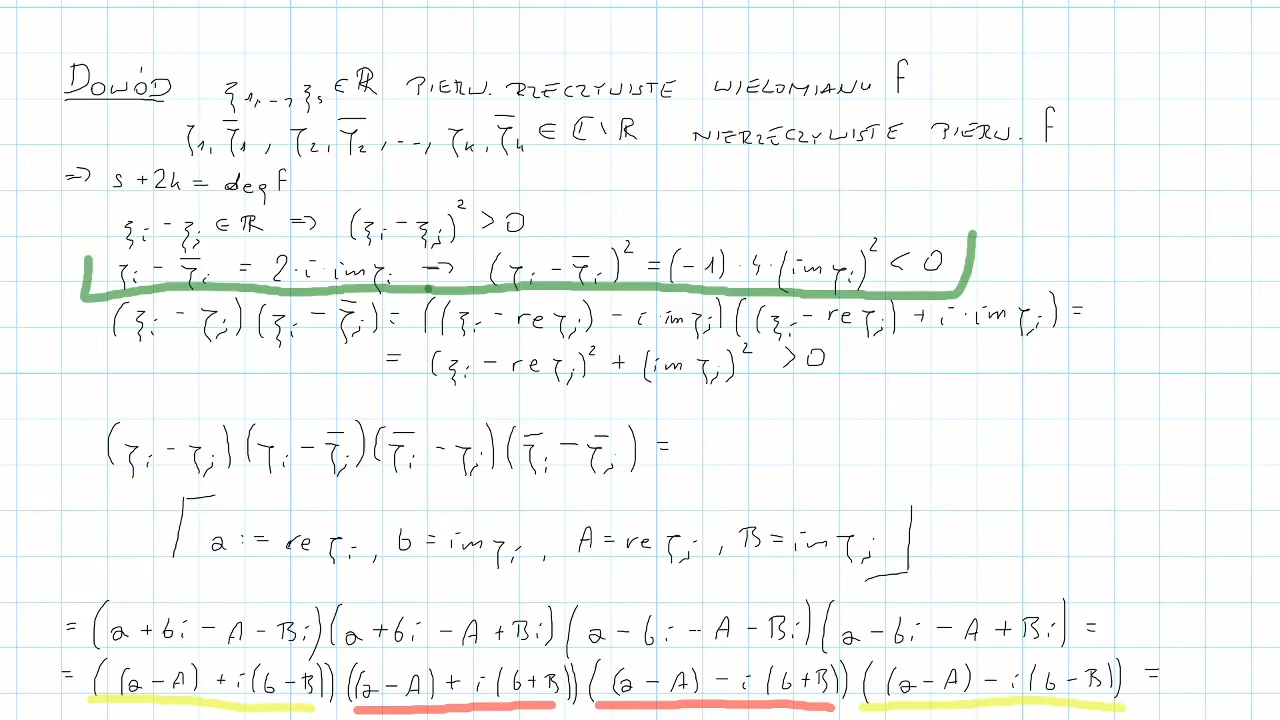 DOWÓD ξ₁,...,ξₛ ∈ ℝ PIERW. RZECZYWISTE WIELOMIANU f
ζ₁, ζ̄₁, ζ₂, ζ̄₂, ..., ζₖ, ζ̄ₖ ∈ ℂ\ℝ NIERZECZYWISTE PIERW. f
⇒ s + 2k = deg f
ξᵢ - ξⱼ ∈ ℝ ⇒ (ξᵢ - ξⱼ)² > 0
ζᵢ - ζ̄ᵢ = 2·i·im ζᵢ → (ζᵢ - ζ̄ᵢ)² = (-1)·4·(im ζᵢ)² < 0
(ξᵢ - ζⱼ)(ξᵢ - ζ̄ⱼ) = ((ξᵢ - re ζⱼ) - i·im ζⱼ)((ξᵢ - re ζⱼ) + i·im ζⱼ) =
= (ξᵢ - re ζⱼ)² + (im ζⱼ)² > 0
(ζᵢ - ζⱼ)(ζᵢ - ζ̄ⱼ)(ζ̄ᵢ - ζⱼ)(ζ̄ᵢ - ζ̄ⱼ) =
a := re ζᵢ, b = im ζᵢ, A = re ζⱼ, B = im ζⱼ
= (a + bi - A - Bi)(a + bi - A + Bi)(a - bi - A - Bi)(a - bi - A + Bi) =
= ((a - A) + i(b - B))((a - A) + i(b + B))((a - A) - i(b + B))((a - A) - i(b - B)) =